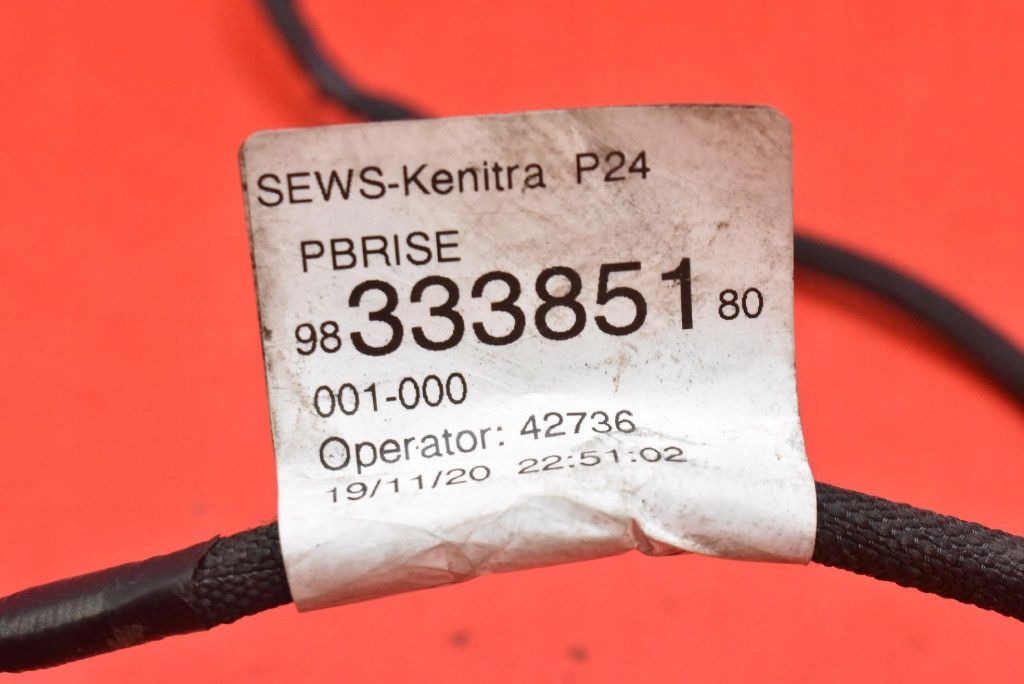 SEWS-Kenitra P24
PBRISE
98 333851 80
001-000
Operator: 42736
19/11/20 22:51:02